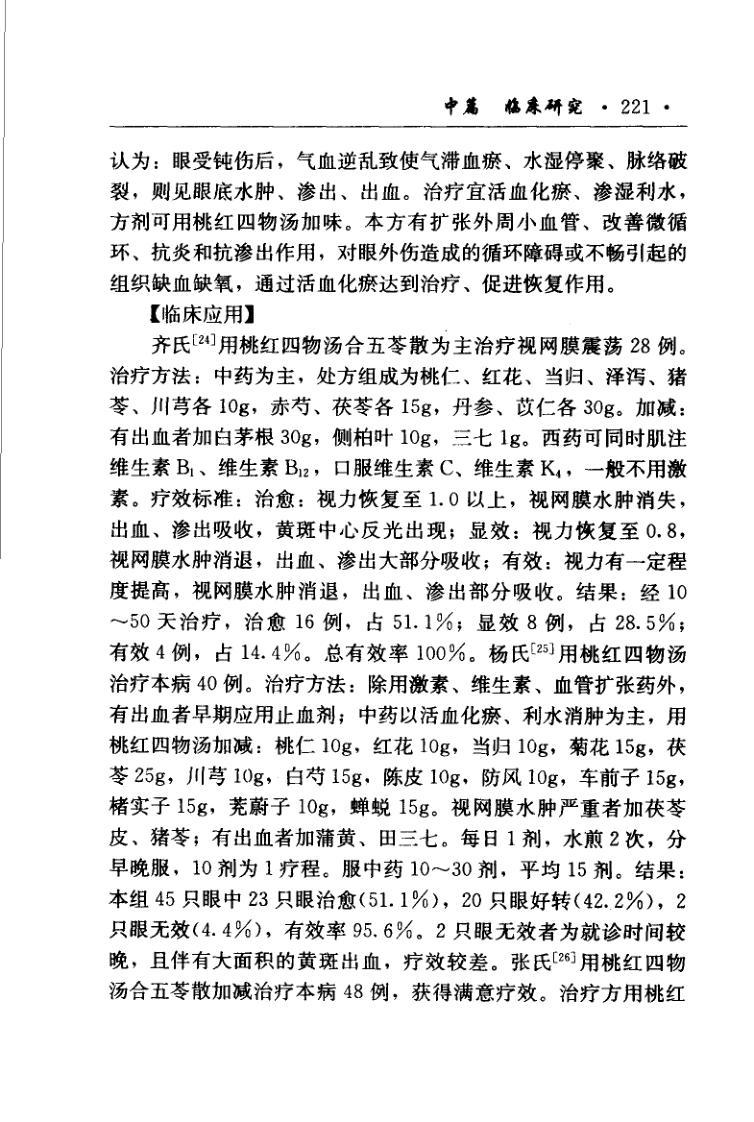 中篇 临床研究 · 221 ·
认为：眼受钝伤后，气血逆乱致使气滞血瘀、水湿停聚、脉络破
裂，则见眼底水肿、渗出、出血。治疗宜活血化瘀、渗湿利水，
方剂可用桃红四物汤加味。本方有扩张外周小血管、改善微循
环、抗炎和抗渗出作用，对眼外伤造成的循环障碍或不畅引起的
组织缺血缺氧，通过活血化瘀达到治疗、促进恢复作用。
【临床应用】
齐氏[24]用桃红四物汤合五苓散为主治疗视网膜震荡 28 例。
治疗方法：中药为主，处方组成为桃仁、红花、当归、泽泻、猪
苓、川芎各 10g，赤芍、茯苓各 15g，丹参、苡仁各 30g。加减：
有出血者加白茅根 30g，侧柏叶 10g，三七 1g。西药可同时肌注
维生素 B₁、维生素 B₁₂，口服维生素 C、维生素 K₄，一般不用激
素。疗效标准：治愈：视力恢复至 1.0 以上，视网膜水肿消失，
出血、渗出吸收，黄斑中心反光出现；显效：视力恢复至 0.8，
视网膜水肿消退，出血、渗出大部分吸收；有效：视力有一定程
度提高，视网膜水肿消退，出血、渗出部分吸收。结果：经 10
～50 天治疗，治愈 16 例，占 51.1%；显效 8 例，占 28.5%；
有效 4 例，占 14.4%。总有效率 100%。杨氏[25]用桃红四物汤
治疗本病 40 例。治疗方法：除用激素、维生素、血管扩张药外，
有出血者早期应用止血剂；中药以活血化瘀、利水消肿为主，用
桃红四物汤加减：桃仁 10g，红花 10g，当归 10g，菊花 15g，茯
苓 25g，川芎 10g，白芍 15g，陈皮 10g，防风 10g，车前子 15g，
楮实子 15g，茺蔚子 10g，蝉蜕 15g。视网膜水肿严重者加茯苓
皮、猪苓；有出血者加蒲黄、田三七。每日 1 剂，水煎 2 次，分
早晚服，10 剂为 1 疗程。服中药 10～30 剂，平均 15 剂。结果：
本组 45 只眼中 23 只眼治愈(51.1%)，20 只眼好转(42.2%)，2
只眼无效(4.4%)，有效率 95.6%。2 只眼无效者为就诊时间较
晚，且伴有大面积的黄斑出血，疗效较差。张氏[26]用桃红四物
汤合五苓散加减治疗本病 48 例，获得满意疗效。治疗方用桃红